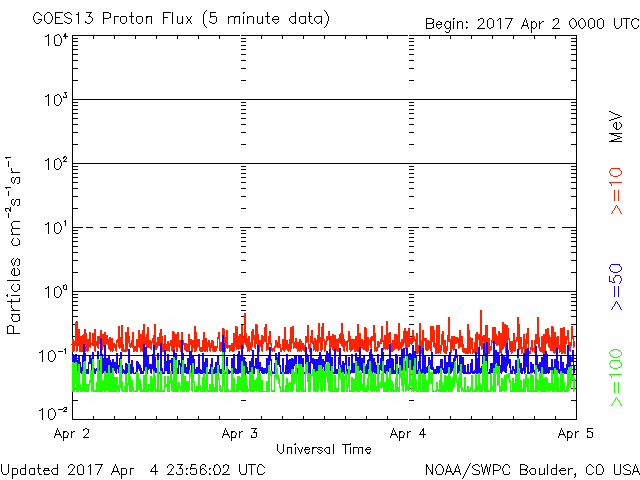 GOES13 Proton Flux (5 minute data)
Begin: 2017 Apr 2 0000 UTC
10⁴
10³
10²
10¹
10⁰
10⁻¹
10⁻²
Particles cm⁻²s⁻¹sr⁻¹
MeV
>=10
>=50
>=100
Apr 2
Apr 3
Apr 4
Apr 5
Universal Time
Updated 2017 Apr 4 23:56:02 UTC
NOAA/SWPC Boulder, CO USA